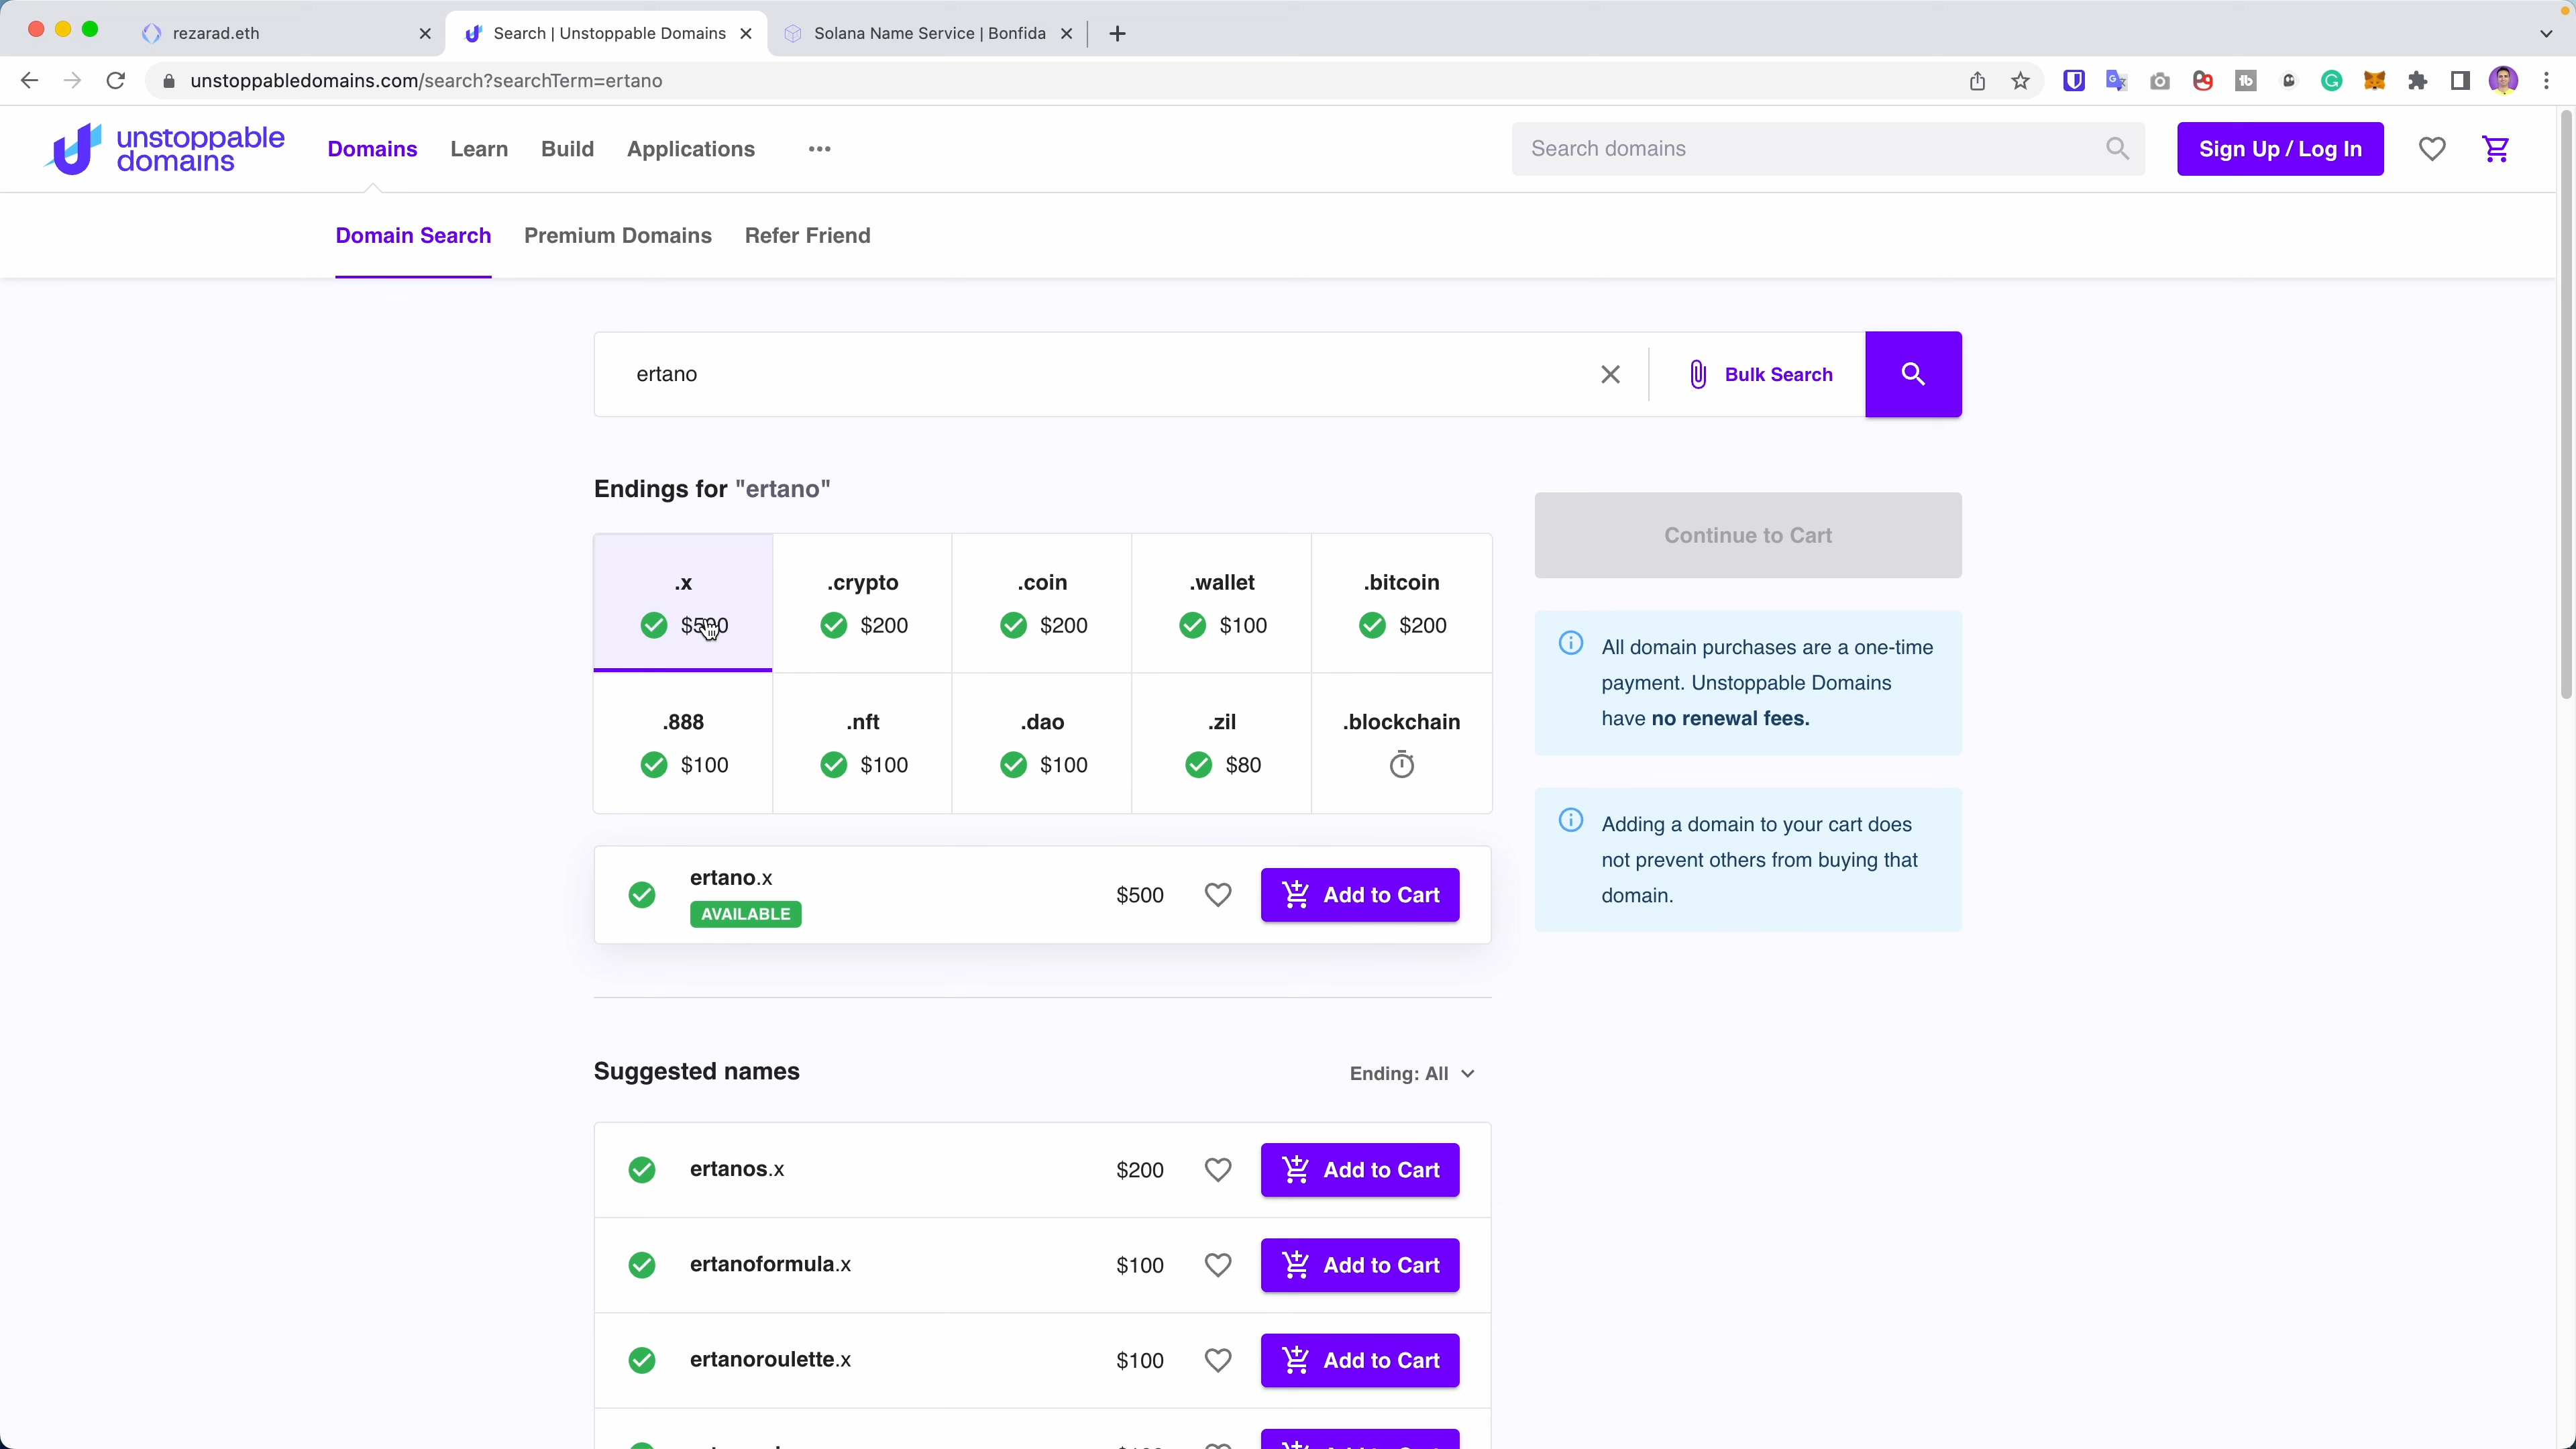 rezarad.eth
Search | Unstoppable Domains
Solana Name Service | Bonfida
unstoppabledomains.com/search?searchTerm=ertano
unstoppable
domains
Domains
Learn
Build
Applications
Search domains
Sign Up / Log In
Domain Search
Premium Domains
Refer Friend
ertano
Bulk Search
Endings for "ertano"
Continue to Cart
.x
$500
.crypto
$200
.coin
$200
.wallet
$100
.bitcoin
$200
.888
$100
.nft
$100
.dao
$100
.zil
$80
.blockchain
All domain purchases are a one-time
payment. Unstoppable Domains
have no renewal fees.
Adding a domain to your cart does
not prevent others from buying that
domain.
ertano.x
AVAILABLE
$500
Add to Cart
Suggested names
Ending: All
ertanos.x
$200
Add to Cart
ertanoformula.x
$100
Add to Cart
ertanoroulette.x
$100
Add to Cart